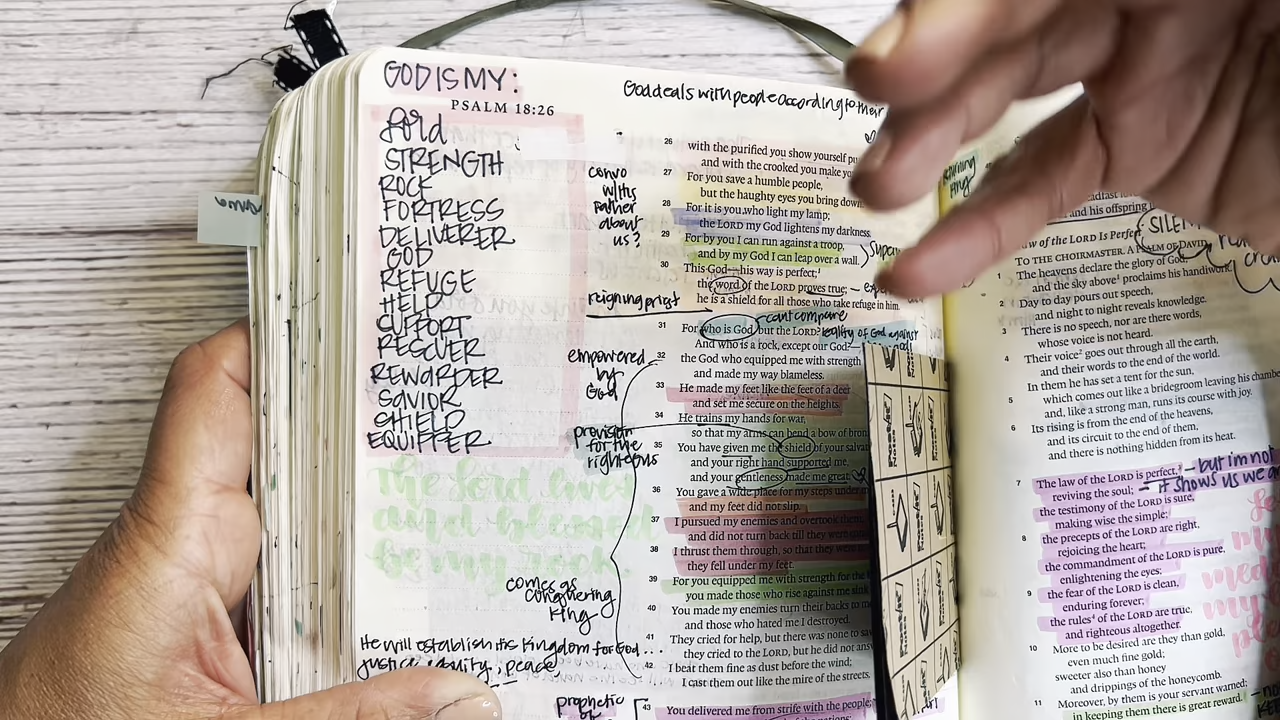 GOD IS MY:
PSALM 18:26
lord
STRENGTH
ROCK
FORTRESS
DELIVERER
GOD
REFUGE
HELP
SUPPORT
RESCUER
REWARDER
SAVIOR
SHIELD
EQUIPPER
The Lord lives
and blessed
be my rock
comes as
conquering
King
He will establish His Kingdom for God...
justice, equity, peace
God deals with people according to their
convo
with
Father
about
us?
reigning priest
empowered
by
God
provision
for the
righteous
prophetic
of
26 with the purified you show yourself
and with the crooked you make
27 For you save a humble people,
but the haughty eyes you bring down
28 For it is you who light my lamp;
the LORD my God lightens my darkness.
29 For by you I can run against a troop,
and by my God I can leap over a wall.
30 This God—his way is perfect;
the word of the LORD proves true;
he is a shield for all those who take refuge in him.
can't compare
31 For who is God, but the LORD? reality of God against
And who is a rock, except our God?—
32 the God who equipped me with strength
and made my way blameless.
33 He made my feet like the feet of a deer
and set me secure on the heights.
34 He trains my hands for war,
so that my arms can bend a bow of
35 You have given me the shield of your
and your right hand supported me,
and your gentleness made me great
36 You gave a wide place for my steps under
and my feet did not slip.
37 I pursued my enemies and overtook them
and did not turn back till they were
38 I thrust them through, so that they were
they fell under my feet.
39 For you equipped me with strength for the
you made those who rise against me
40 You made my enemies turn their backs to
and those who hated me I destroyed.
41 They cried for help, but there was none to
they cried to the LORD, but he did not
42 I beat them fine as dust before the wind;
I cast them out like the mire of the streets.
43 You delivered me from strife with the people;
and his offspring
SILEN
Law of the LORD Is Perfect
TO THE CHOIRMASTER. A PSALM OF DAVID.
1 The heavens declare the glory of God,
and the sky above proclaims his handiwork.
2 Day to day pours out speech,
and night to night reveals knowledge.
3 There is no speech, nor are there words,
whose voice is not heard.
4 Their voice goes out through all the earth,
and their words to the end of the world.
In them he has set a tent for the sun,
5 which comes out like a bridegroom leaving his
and, like a strong man, runs its course with joy.
6 Its rising is from the end of the heavens,
and its circuit to the end of them,
and there is nothing hidden from its heat.
7 The law of the LORD is perfect, - but im not
reviving the soul; - it shows us we
the testimony of the LORD is sure,
making wise the simple;
8 the precepts of the LORD are right,
rejoicing the heart;
the commandment of the LORD is pure,
enlightening the eyes;
9 the fear of the LORD is clean,
enduring forever;
the rules of the LORD are true,
and righteous altogether.
10 More to be desired are they than gold,
even much fine gold;
sweeter also than honey
and drippings of the honeycomb.
11 Moreover, by them is your servant warned;
in keeping them there is great reward.